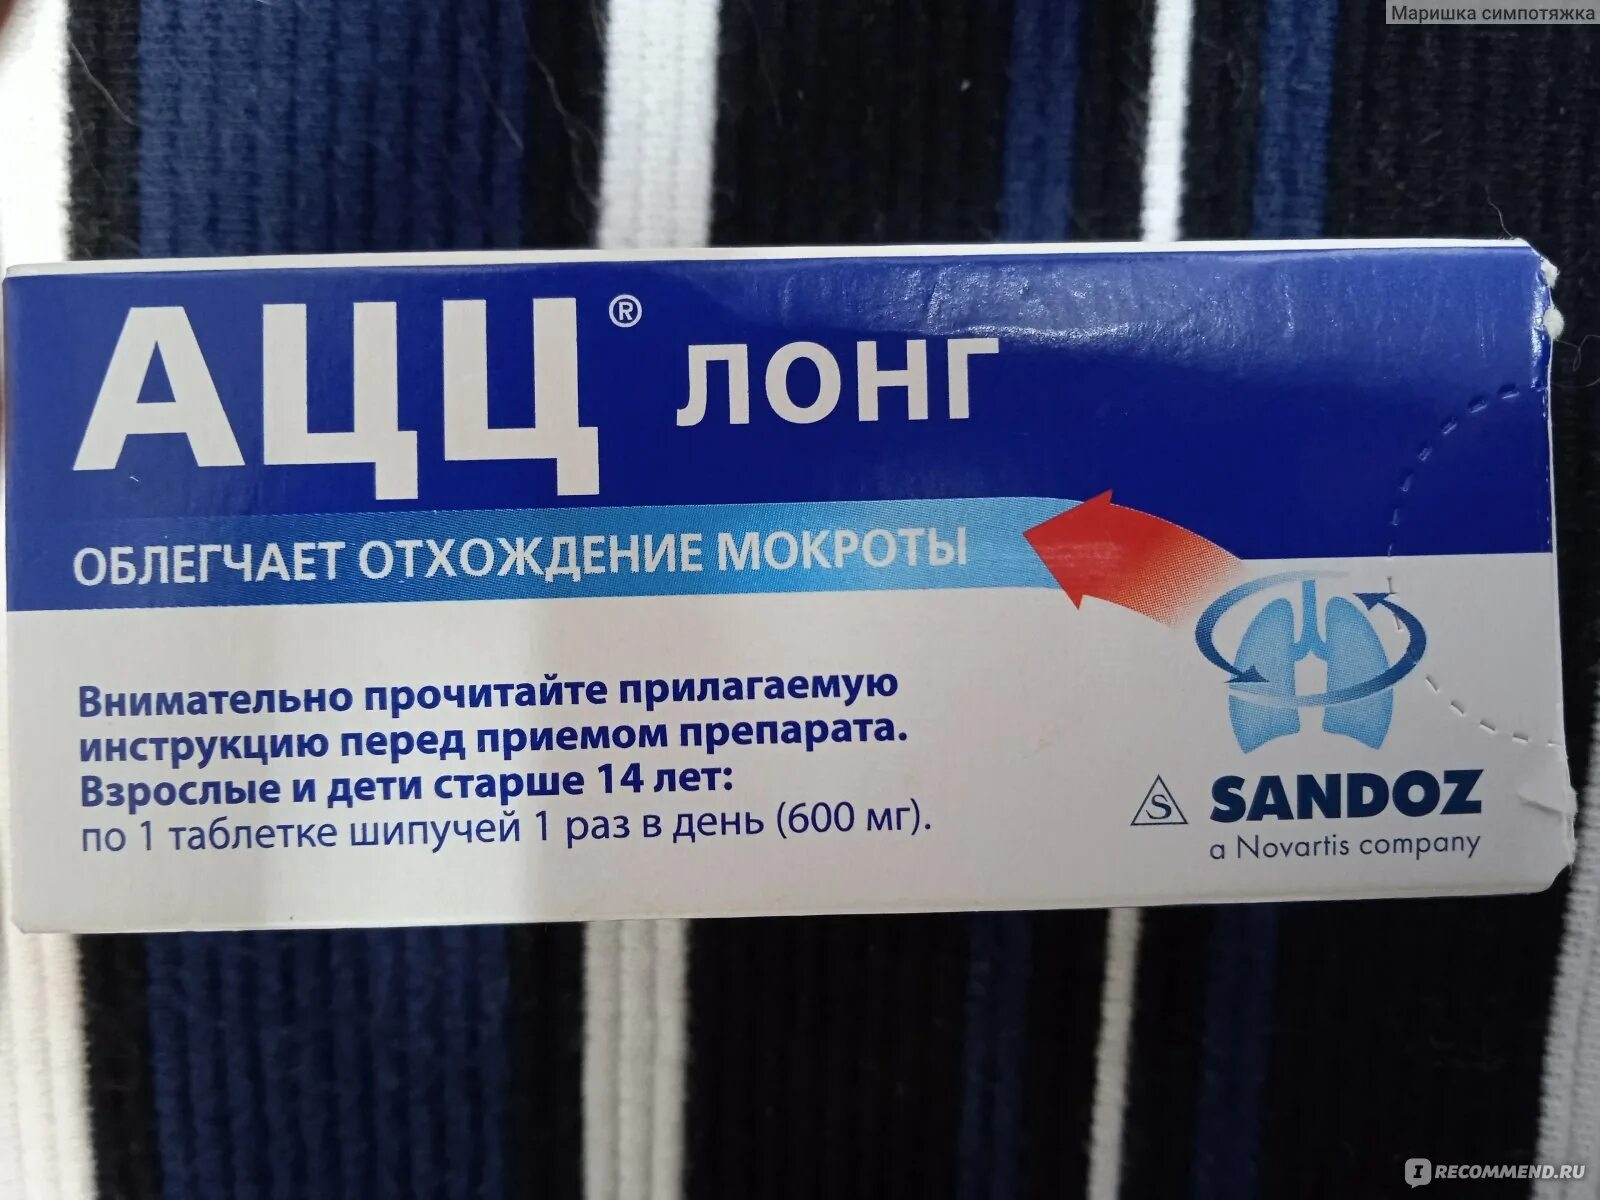 Маришка симпотяжка
АЦЦ® ЛОНГ
ОБЛЕГЧАЕТ ОТХОЖДЕНИЕ МОКРОТЫ
Внимательно прочитайте прилагаемую
инструкцию перед приемом препарата.
Взрослые и дети старше 14 лет:
по 1 таблетке шипучей 1 раз в день (600 мг).
S SANDOZ
a Novartis company
I RECOMMEND.RU